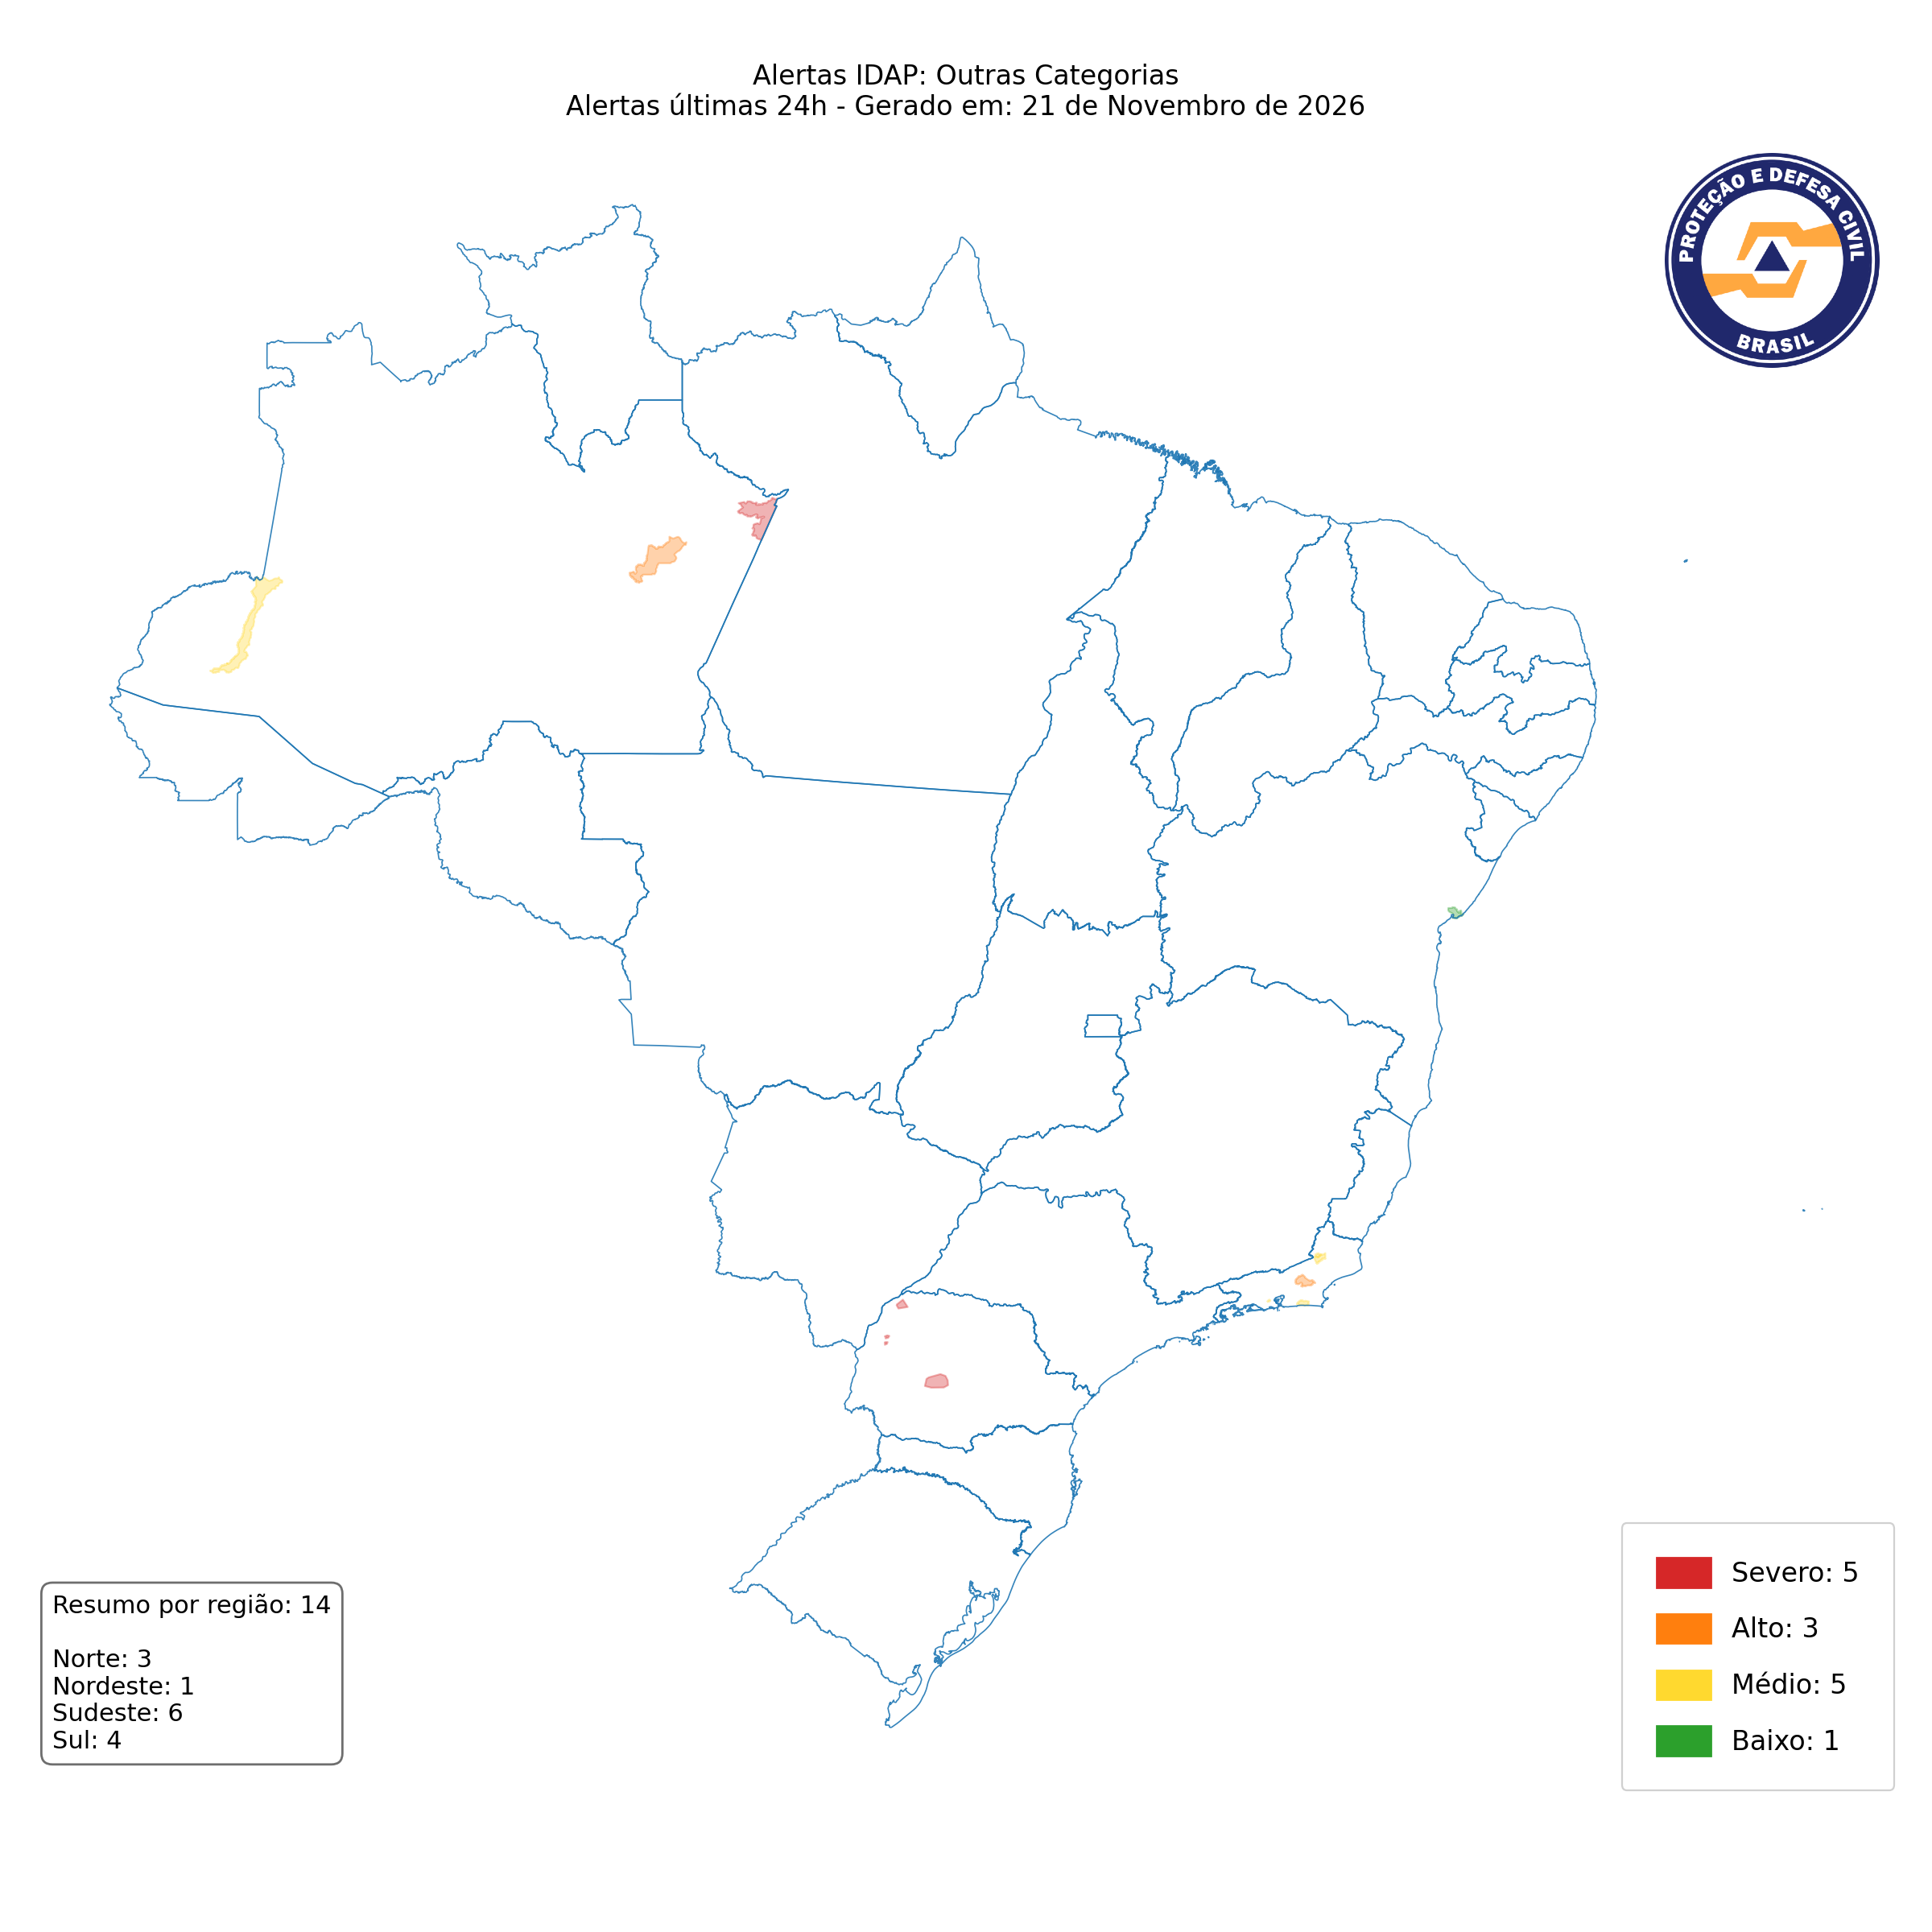 Alertas IDAP: Outras Categorias
Alertas últimas 24h - Gerado em: 21 de Novembro de 2026
PROTEÇÃO E DEFESA CIVIL
BRASIL
Resumo por região: 14
Norte: 3
Nordeste: 1
Sudeste: 6
Sul: 4
Severo: 5
Alto: 3
Médio: 5
Baixo: 1